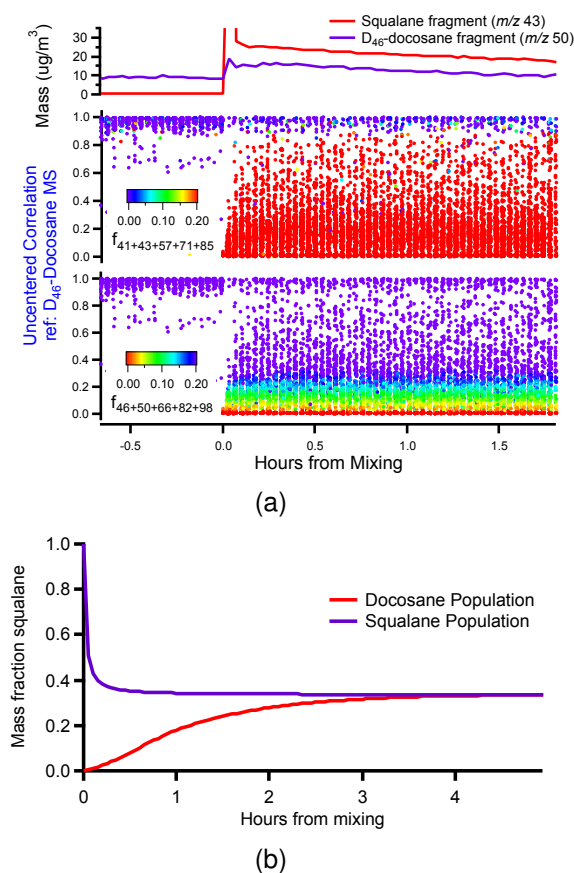 Squalane fragment (m/z 43)
D46-docosane fragment (m/z 50)
Mass (ug/m³)
30
20
10
0
Uncentered Correlation
ref: D46-Docosane MS
1.0
0.8
0.6
0.4
0.2
0.0
0.00 0.10 0.20
f41+43+57+71+85
1.0
0.8
0.6
0.4
0.2
0.0
0.00 0.10 0.20
f46+50+66+82+98
-0.5 0.0 0.5 1.0 1.5
Hours from Mixing
(a)
Mass fraction squalane
1.0
0.8
0.6
0.4
0.2
0.0
Docosane Population
Squalane Population
0 1 2 3 4
Hours from mixing
(b)